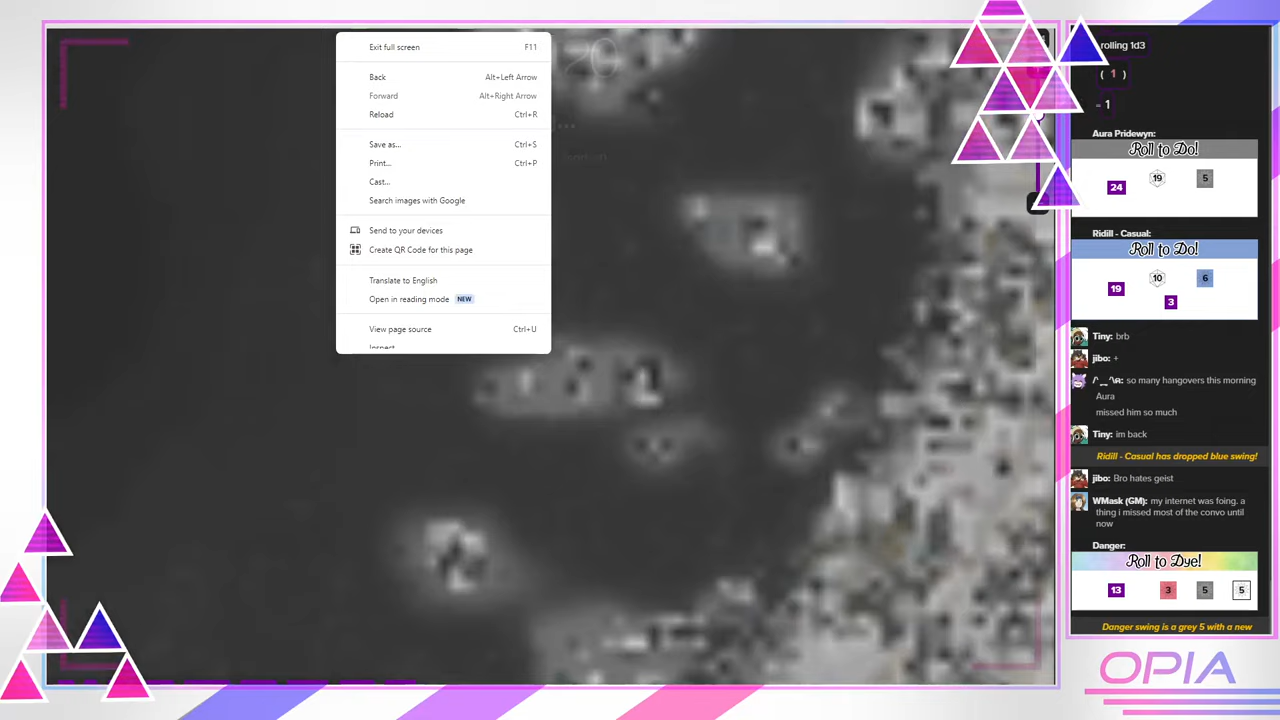 Exit full screen F11
Back Alt+Left Arrow
Forward Alt+Right Arrow
Reload Ctrl+R
Save as... Ctrl+S
Print... Ctrl+P
Cast...
Search images with Google
Send to your devices
Create QR Code for this page
Translate to English
Open in reading mode NEW
View page source Ctrl+U
Inspect
rolling 1d3
( 1 )
= 1
Aura Pridewyn:
Roll to Do!
24 19 5
Ridill - Casual:
Roll to Do!
19 10 6
3
Tiny: brb
jibo: +
so many hangovers this morning
Aura
missed him so much
Tiny: im back
Ridill - Casual has dropped blue swing!
jibo: Bro hates geist
WMask (GM): my internet was foing. a
thing i missed most of the convo until
now
Danger:
Roll to Dye!
13 3 5 5
Danger swing is a grey 5 with a new
OPIA